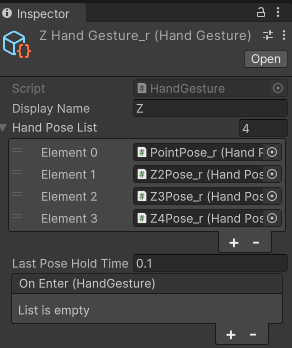 Inspector
Z Hand Gesture_r (Hand Gesture)
Open
Script HandGesture
Display Name Z
Hand Pose List 4
Element 0 PointPose_r (Hand P
Element 1 Z2Pose_r (Hand Pos
Element 2 Z3Pose_r (Hand Pos
Element 3 Z4Pose_r (Hand Pos
+ -
Last Pose Hold Time 0.1
On Enter (HandGesture)
List is empty
+ -